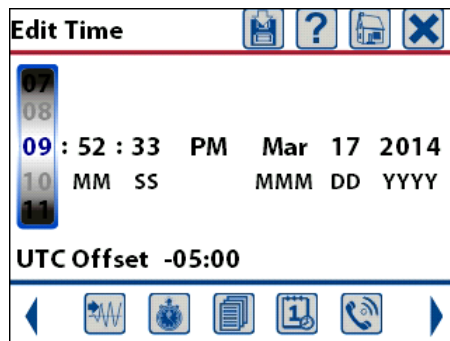 Edit Time
?
07
08
09 : 52 : 33 PM Mar 17 2014
10 MM SS MMM DD YYYY
11
UTC Offset -05:00
1